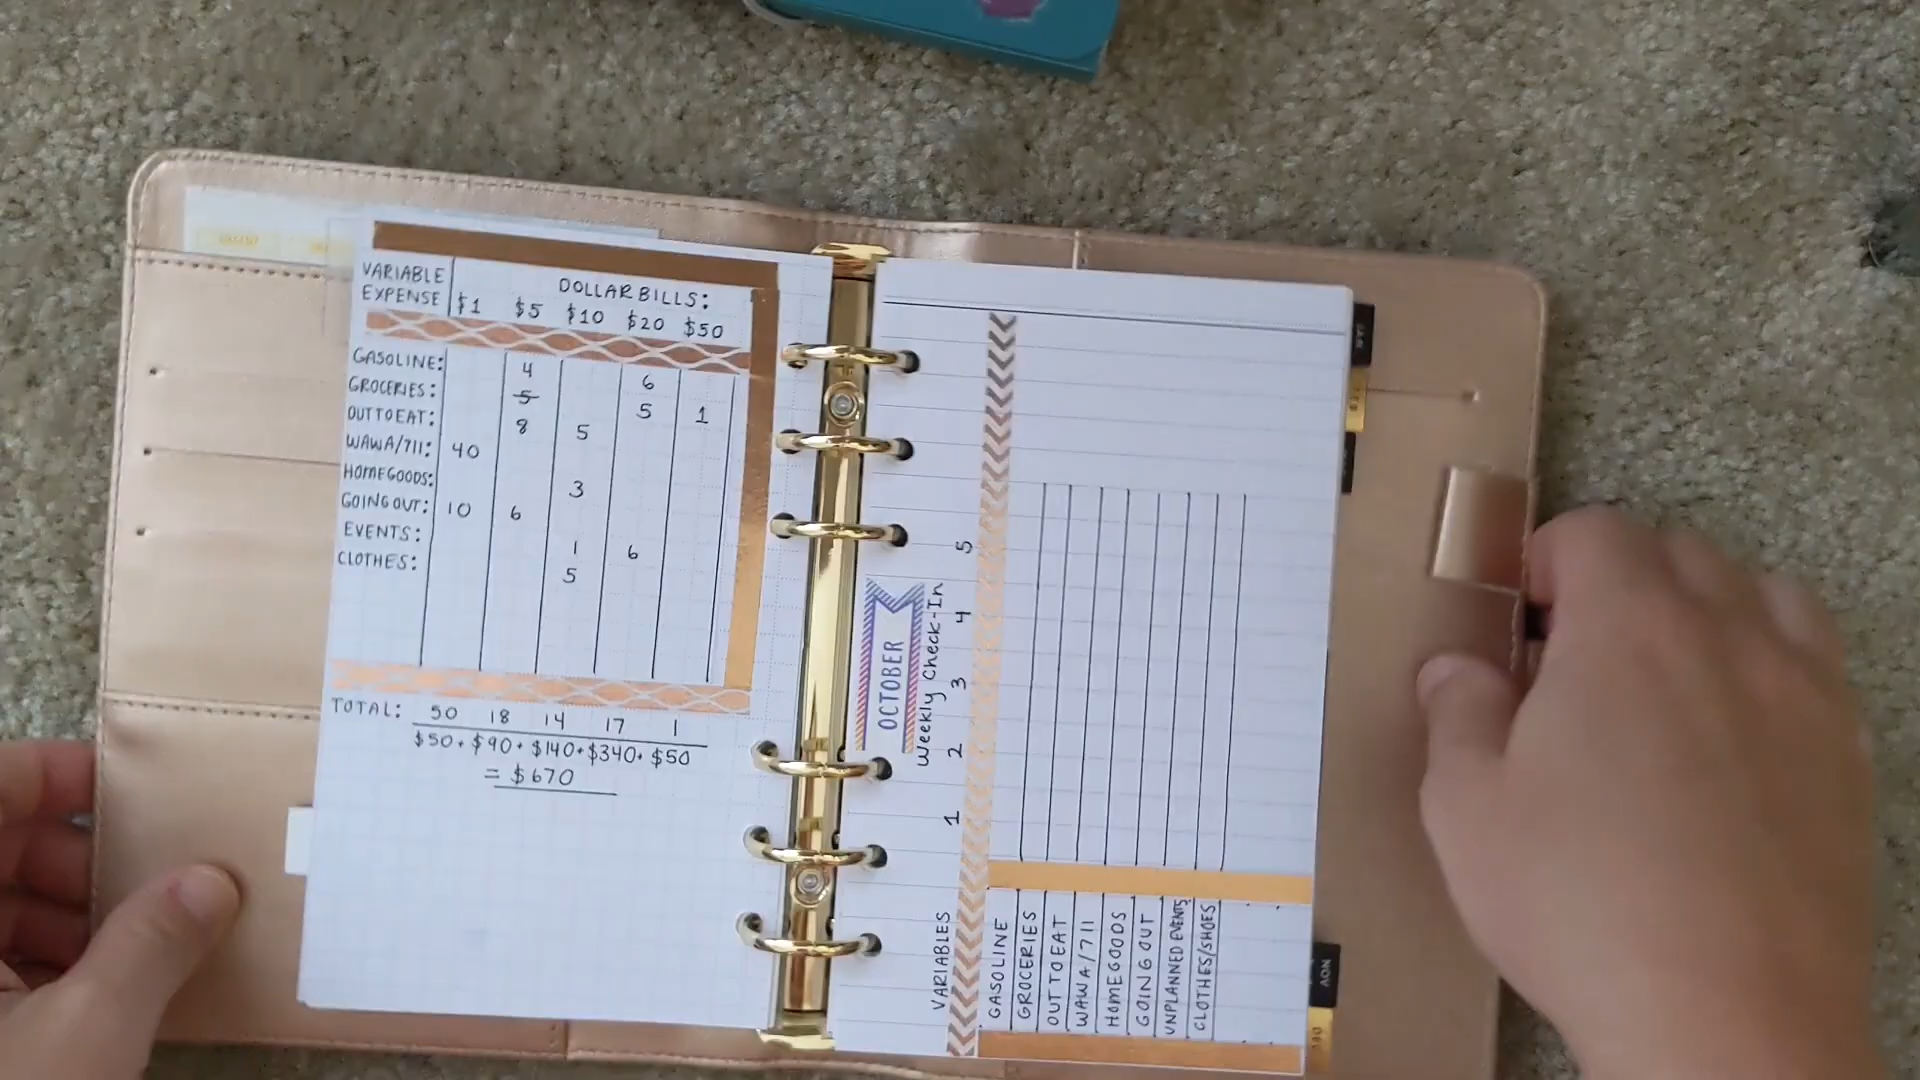 VARIABLE EXPENSE
DOLLAR BILLS:
$1 $5 $10 $20 $50
GASOLINE: 4 6
GROCERIES: 5 5 1
OUT TO EAT: 8 5
WAWA/711: 40
HOMEGOODS: 3
GOING OUT: 10 6
EVENTS: 1 6
CLOTHES: 5
TOTAL: 50 18 14 17 1
$50+ $90+ $140+ $340+ $50
= $670
OCTOBER
Weekly Check-In
VARIABLES 1 2 3 4 5
GASOLINE
GROCERIES
OUT TO EAT
WAWA/711
HOMEGOODS
GOING OUT
UNPLANNED EVENTS
CLOTHES/SHOES
NOV